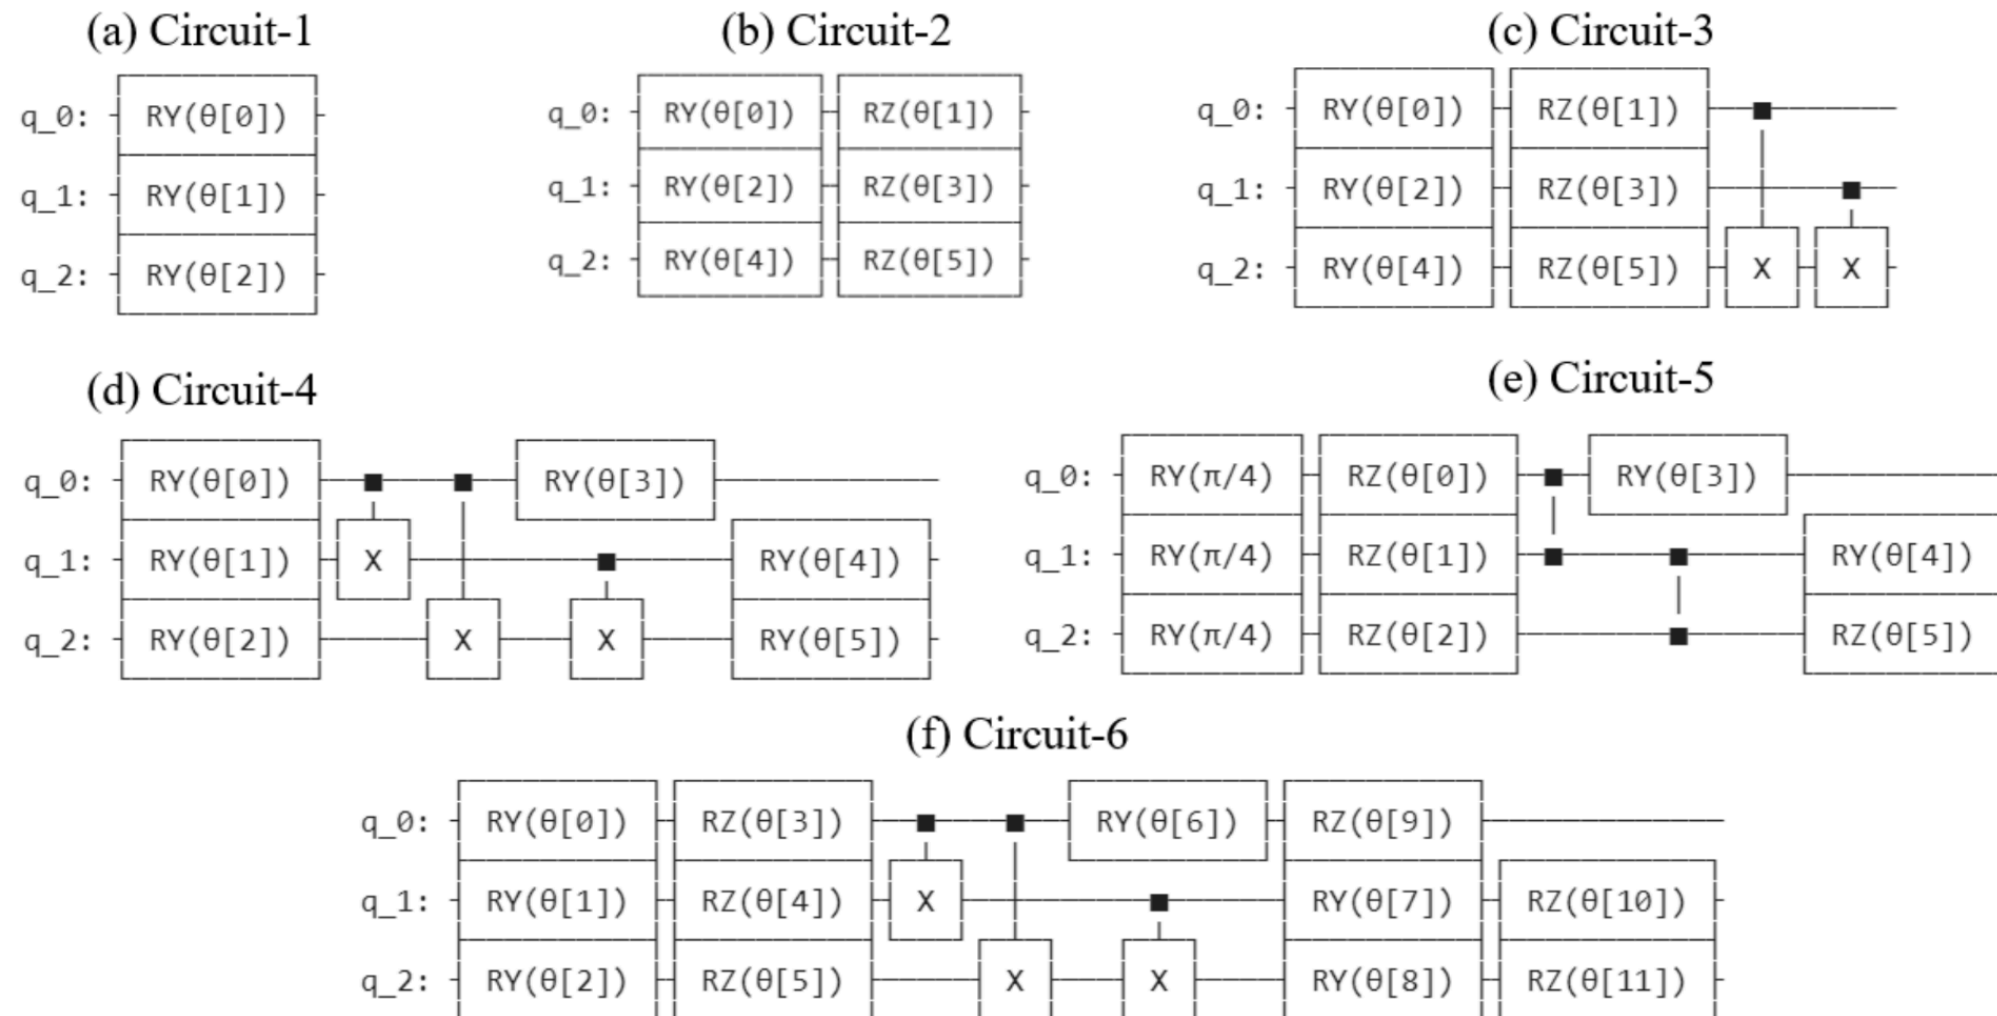 (a) Circuit-1
q_0: RY(θ[0])
q_1: RY(θ[1])
q_2: RY(θ[2])
(b) Circuit-2
q_0: RY(θ[0]) RZ(θ[1])
q_1: RY(θ[2]) RZ(θ[3])
q_2: RY(θ[4]) RZ(θ[5])
(c) Circuit-3
q_0: RY(θ[0]) RZ(θ[1])
q_1: RY(θ[2]) RZ(θ[3])
q_2: RY(θ[4]) RZ(θ[5]) X X
(d) Circuit-4
q_0: RY(θ[0]) RY(θ[3])
q_1: RY(θ[1]) X RY(θ[4])
q_2: RY(θ[2]) X X RY(θ[5])
(e) Circuit-5
q_0: RY(π/4) RZ(θ[0]) RY(θ[3])
q_1: RY(π/4) RZ(θ[1]) RY(θ[4])
q_2: RY(π/4) RZ(θ[2]) RZ(θ[5])
(f) Circuit-6
q_0: RY(θ[0]) RZ(θ[3]) RY(θ[6]) RZ(θ[9])
q_1: RY(θ[1]) RZ(θ[4]) X RY(θ[7]) RZ(θ[10])
q_2: RY(θ[2]) RZ(θ[5]) X X RY(θ[8]) RZ(θ[11])